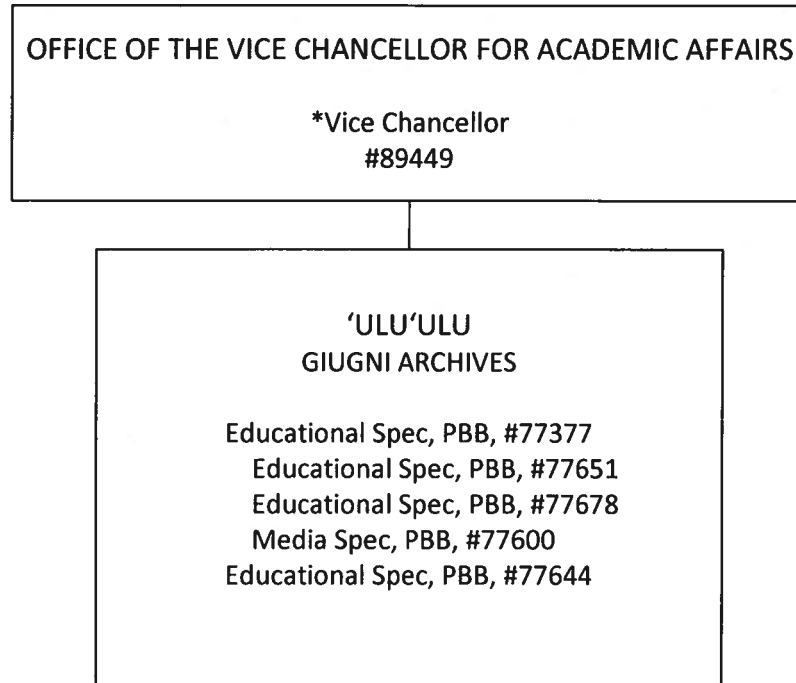 OFFICE OF THE VICE CHANCELLOR FOR ACADEMIC AFFAIRS
*Vice Chancellor
#89449
‘ULU‘ULU
GIUGNI ARCHIVES
Educational Spec, PBB, #77377
Educational Spec, PBB, #77651
Educational Spec, PBB, #77678
Media Spec, PBB, #77600
Educational Spec, PBB, #77644